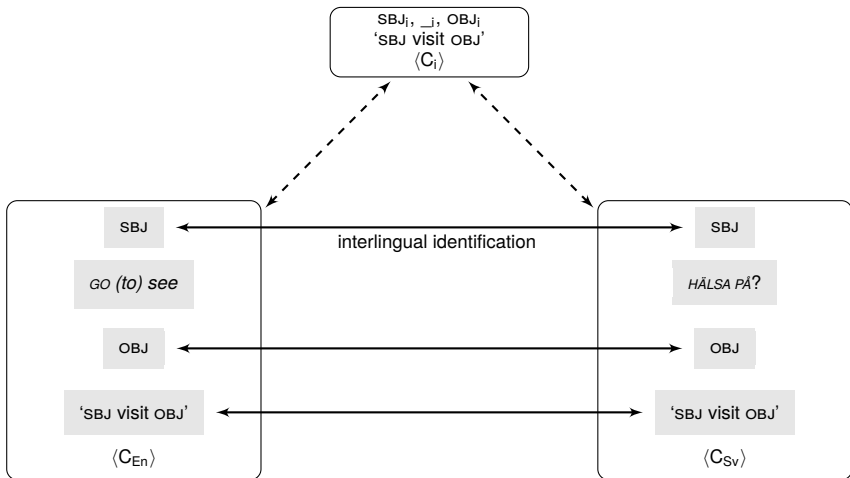 SBJi, _i, OBJi
‘SBJ visit OBJ’
⟨Ci⟩
SBJ
interlingual identification
SBJ
GO (to) see
HÄLSA PÅ?
OBJ
OBJ
‘SBJ visit OBJ’
‘SBJ visit OBJ’
⟨CEn⟩
⟨CSv⟩